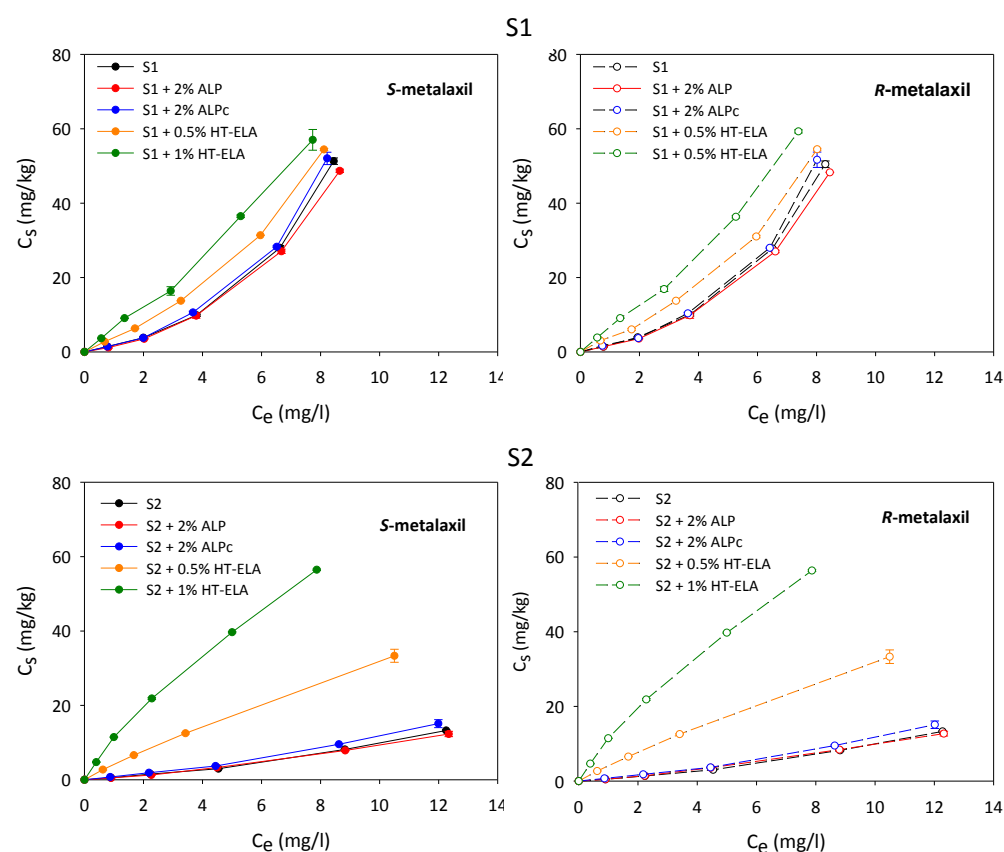 S1
S-metalaxil
S1
S1 + 2% ALP
S1 + 2% ALPc
S1 + 0.5% HT-ELA
S1 + 1% HT-ELA
Cs (mg/kg)
80
60
40
20
0
0 2 4 6 8 10 12 14
Ce (mg/l)
R-metalaxil
S1
S1 + 2% ALP
S1 + 2% ALPc
S1 + 0.5% HT-ELA
S1 + 0.5% HT-ELA
Cs (mg/kg)
80
60
40
20
0
0 2 4 6 8 10 12 14
Ce (mg/l)
S2
S-metalaxil
S2
S2 + 2% ALP
S2 + 2% ALPc
S2 + 0.5% HT-ELA
S2 + 1% HT-ELA
Cs (mg/kg)
80
60
40
20
0
0 2 4 6 8 10 12 14
Ce (mg/l)
R-metalaxil
S2
S2 + 2% ALP
S2 + 2% ALPc
S2 + 0.5% HT-ELA
S2 + 1% HT-ELA
Cs (mg/kg)
80
60
40
20
0
0 2 4 6 8 10 12 14
Ce (mg/l)